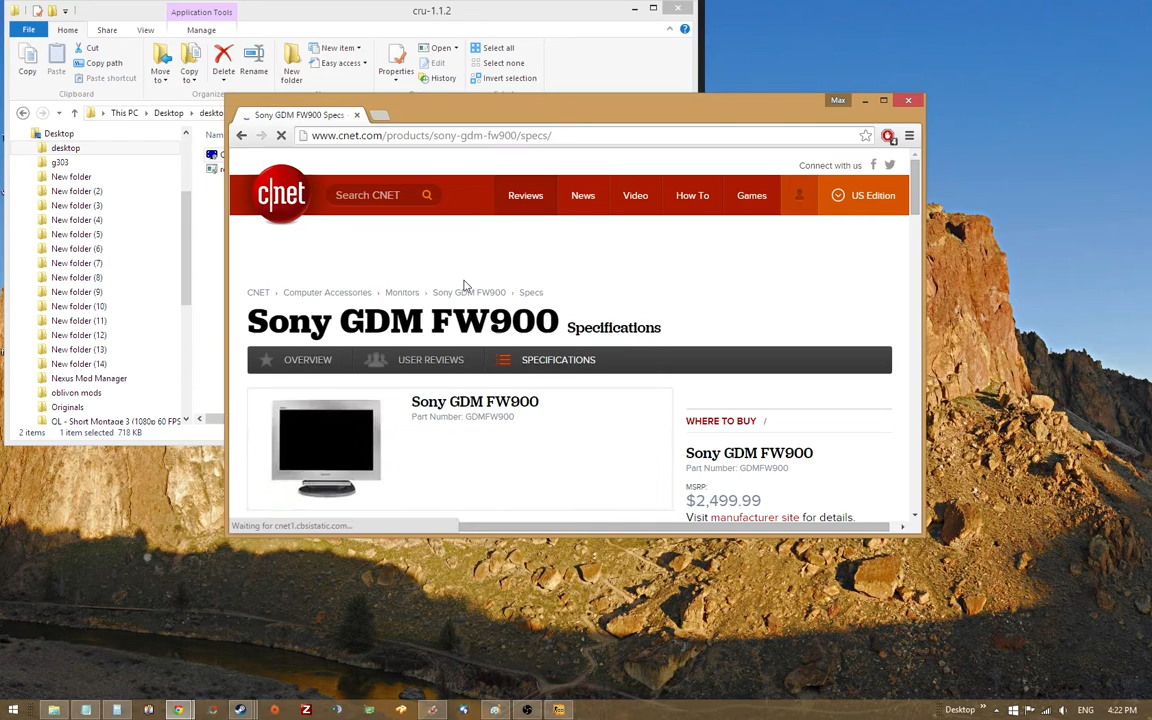 Application Tools
cru-1.1.2
File Home Share View Manage
Copy
Paste
Cut
Copy path
Paste shortcut
Clipboard
Move to
Copy to
Delete
Rename
New folder
New item
Easy access
Properties
Open
Edit
History
Select all
Select none
Invert selection
This PC Desktop
Desktop
desktop
g303
New folder
New folder (2)
New folder (3)
New folder (4)
New folder (5)
New folder (6)
New folder (7)
New folder (8)
New folder (9)
New folder (10)
New folder (11)
New folder (12)
New folder (13)
New folder (14)
Nexus Mod Manager
oblivon mods
Originals
OL - Short Montage 3 (1080p 60 FPS
2 items 1 item selected 718 KB
Max
Sony GDM FW900 Specs
www.cnet.com/products/sony-gdm-fw900/specs/
Connect with us
c|net
Search CNET
Reviews News Video How To Games US Edition
CNET › Computer Accessories › Monitors › Sony GDM FW900 › Specs
Sony GDM FW900 Specifications
OVERVIEW USER REVIEWS SPECIFICATIONS
Sony GDM FW900
Part Number: GDMFW900
WHERE TO BUY /
Sony GDM FW900
Part Number: GDMFW900
MSRP:
$2,499.99
Visit manufacturer site for details.
Waiting for cnet1.cbsistatic.com...
Desktop ENG 4:22 PM